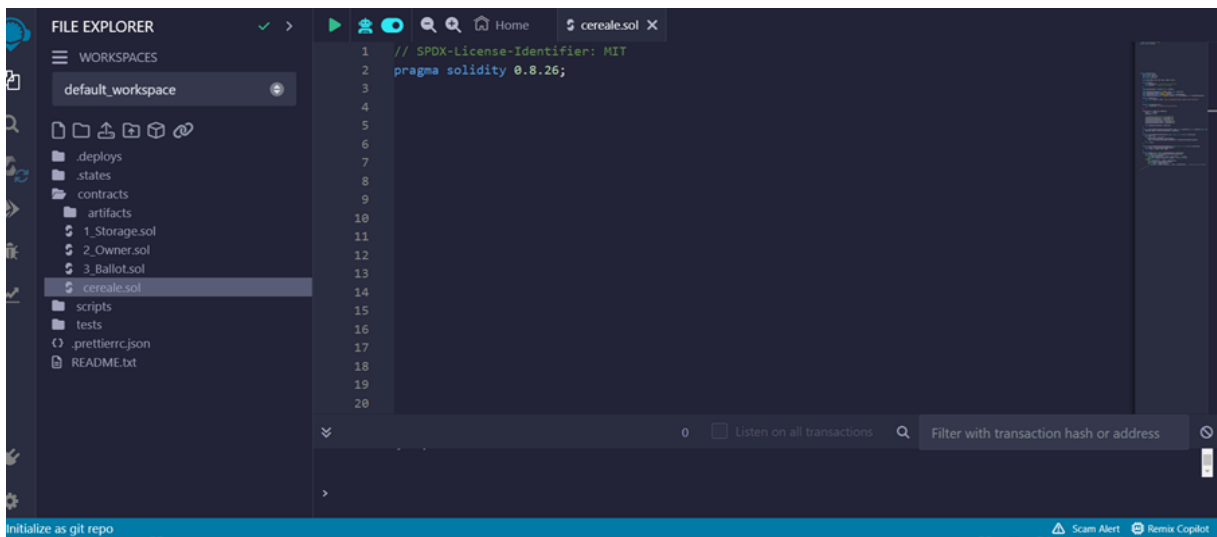 FILE EXPLORER
WORKSPACES
default_workspace
.deploys
.states
contracts
artifacts
1_Storage.sol
2_Owner.sol
3_Ballot.sol
cereale.sol
scripts
tests
.prettierrc.json
README.txt
Home
cereale.sol
1 // SPDX-License-Identifier: MIT
2 pragma solidity 0.8.26;
3
4
5
6
7
8
9
10
11
12
13
14
15
16
17
18
19
20
0
Listen on all transactions
Filter with transaction hash or address
>
Initialize as git repo
Scam Alert
Remix Copilot